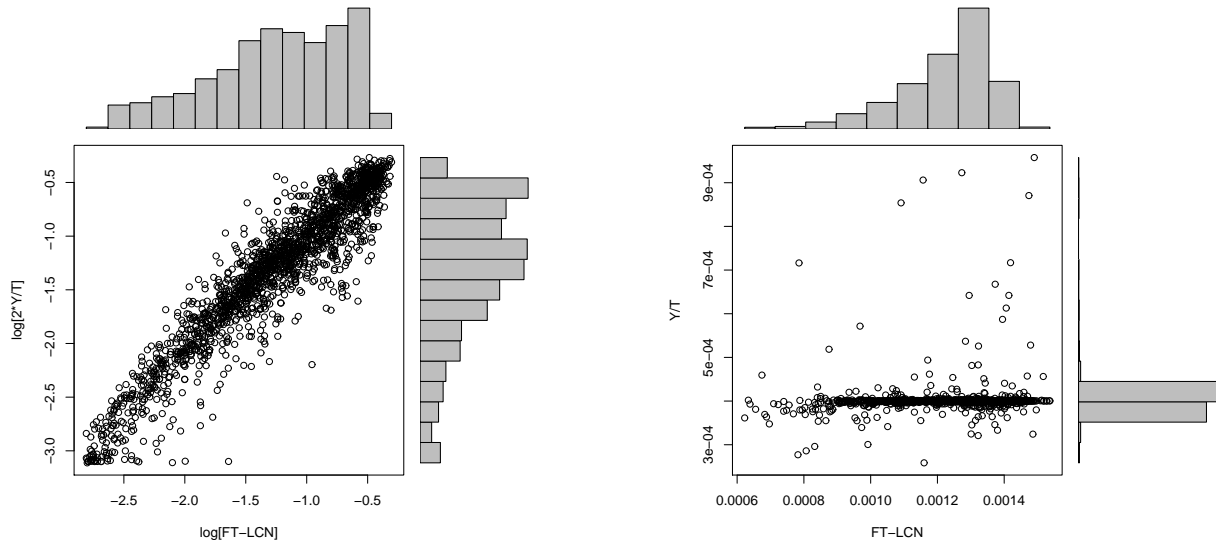 −0.5
−1.0
−1.5
−2.0
−2.5
−3.0
log[2*Y/T]
−2.5 −2.0 −1.5 −1.0 −0.5
log[FT−LCN]
9e−04
7e−04
5e−04
3e−04
Y/T
0.0006 0.0008 0.0010 0.0012 0.0014
FT−LCN